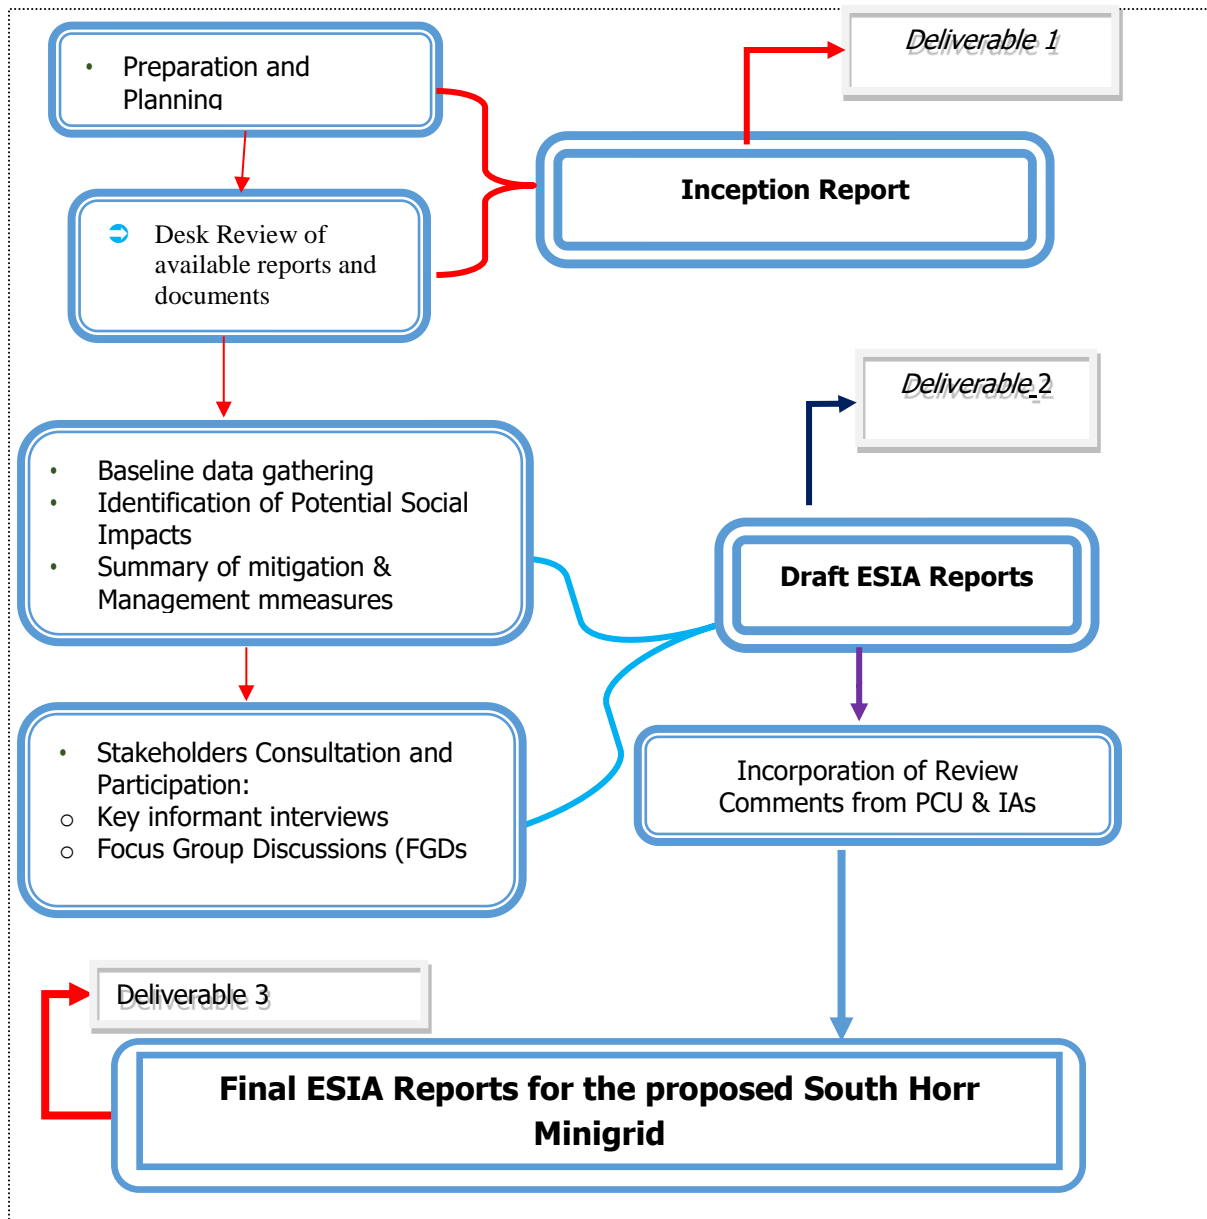 • Preparation and
Planning
Deliverable 1
Inception Report
➲ Desk Review of
available reports and
documents
Deliverable 2
• Baseline data gathering
• Identification of Potential Social
Impacts
• Summary of mitigation &
Management mmeasures
Draft ESIA Reports
• Stakeholders Consultation and
Participation:
o Key informant interviews
o Focus Group Discussions (FGDs
Incorporation of Review
Comments from PCU & IAs
Deliverable 3
Final ESIA Reports for the proposed South Horr
Minigrid